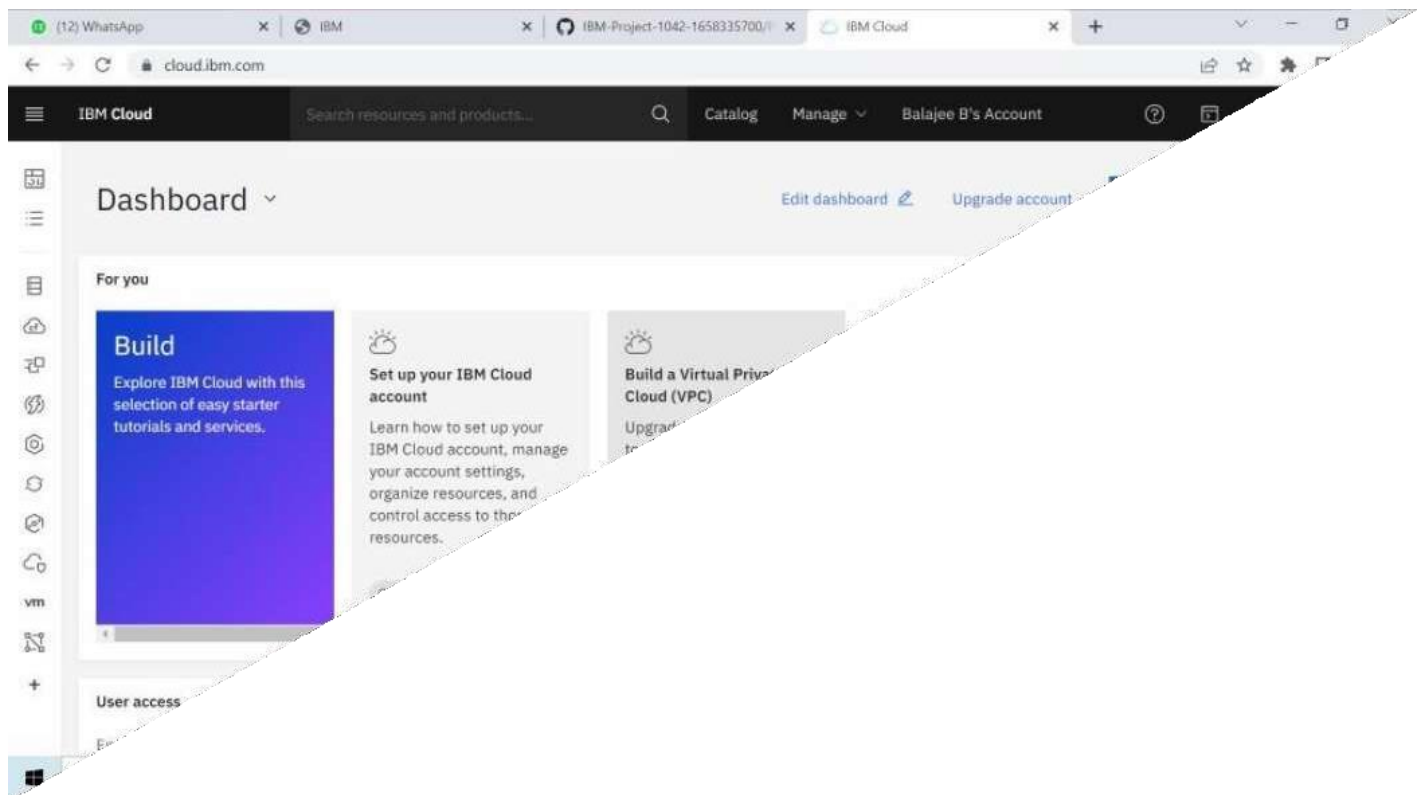 (12) WhatsApp
IBM
IBM-Project-1042-1658335700/
IBM Cloud
cloud.ibm.com
IBM Cloud
Search resources and products...
Catalog
Manage
Balajee B's Account
Dashboard
Edit dashboard
Upgrade account
For you
Build
Explore IBM Cloud with this
selection of easy starter
tutorials and services.
Set up your IBM Cloud
account
Learn how to set up your
IBM Cloud account, manage
your account settings,
organize resources, and
control access to
resources.
Build a Virtual
Cloud (VPC)
vm
User access